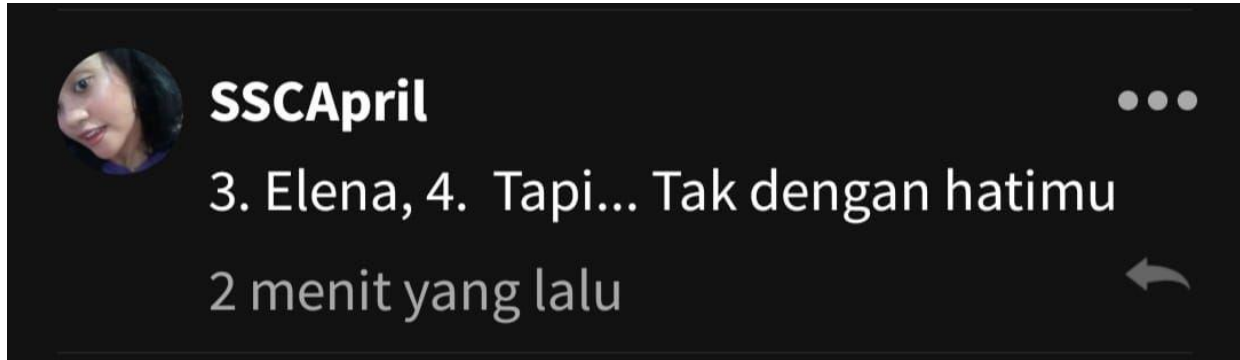 SSCApril
3. Elena, 4.  Tapi... Tak dengan hatimu
2 menit yang lalu